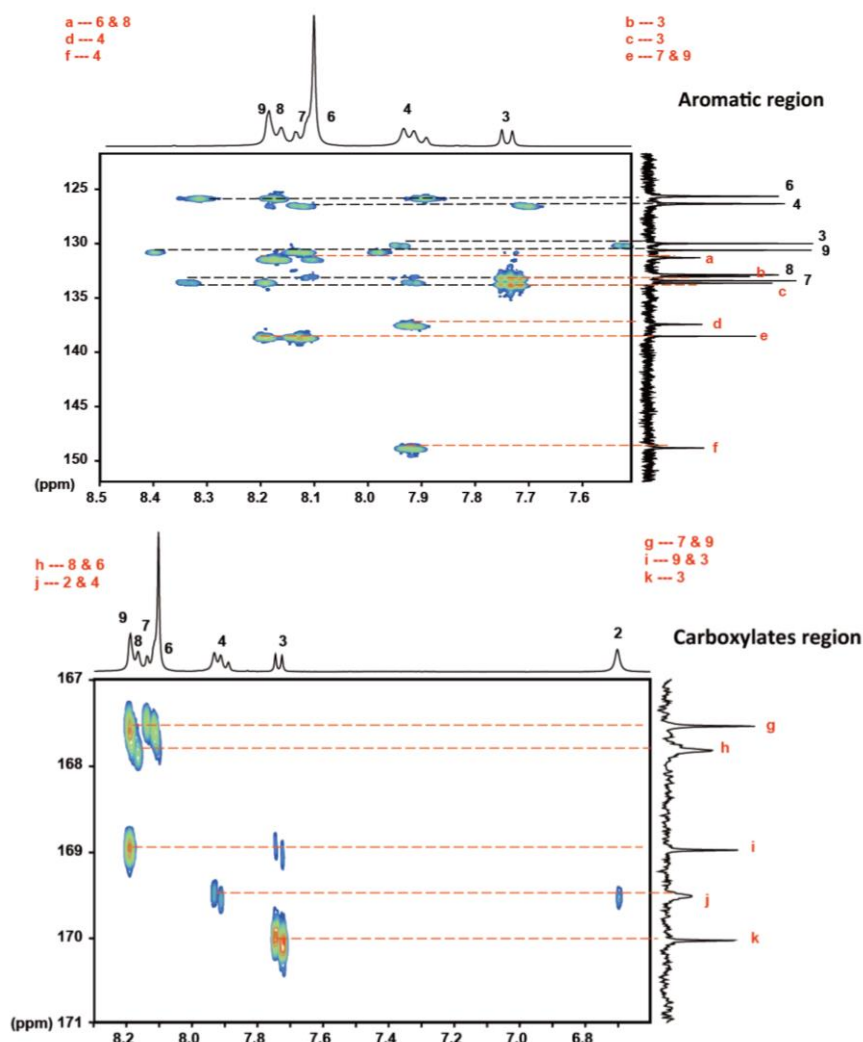 a --- 6 & 8
d --- 4
f --- 4
b --- 3
c --- 3
e --- 7 & 9
Aromatic region
9 8 7 6 4 3
125
130
135
140
145
150
(ppm)
8.5 8.4 8.3 8.2 8.1 8.0 7.9 7.8 7.7 7.6
6
4
3
9
a
8
b
7
c
d
e
f
h --- 8 & 6
j --- 2 & 4
g --- 7 & 9
i --- 9 & 3
k --- 3
Carboxylates region
9 8 7 6 4 3 2
167
168
169
170
171
(ppm)
8.2 8.0 7.8 7.6 7.4 7.2 7.0 6.8
g
h
i
j
k